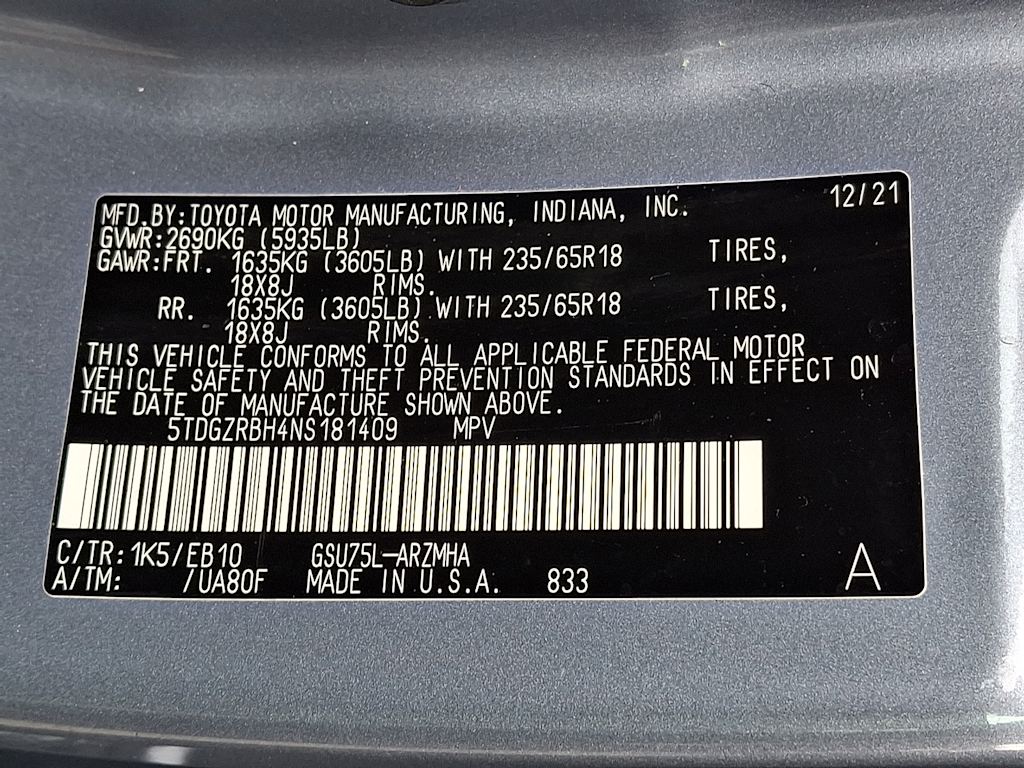 MFD.BY:TOYOTA MOTOR MANUFACTURING, INDIANA, INC. 12/21
GVWR:2690KG (5935LB)
GAWR:FRT. 1635KG (3605LB) WITH 235/65R18 TIRES,
18X8J RIMS.
RR. 1635KG (3605LB) WITH 235/65R18 TIRES,
18X8J RIMS.
THIS VEHICLE CONFORMS TO ALL APPLICABLE FEDERAL MOTOR
VEHICLE SAFETY AND THEFT PREVENTION STANDARDS IN EFFECT ON
THE DATE OF MANUFACTURE SHOWN ABOVE.
5TDGZRBH4NS181409 MPV
C/TR:1K5/EB10 GSU75L-ARZMHA
A/TM: /UA80F MADE IN U.S.A. 833 A